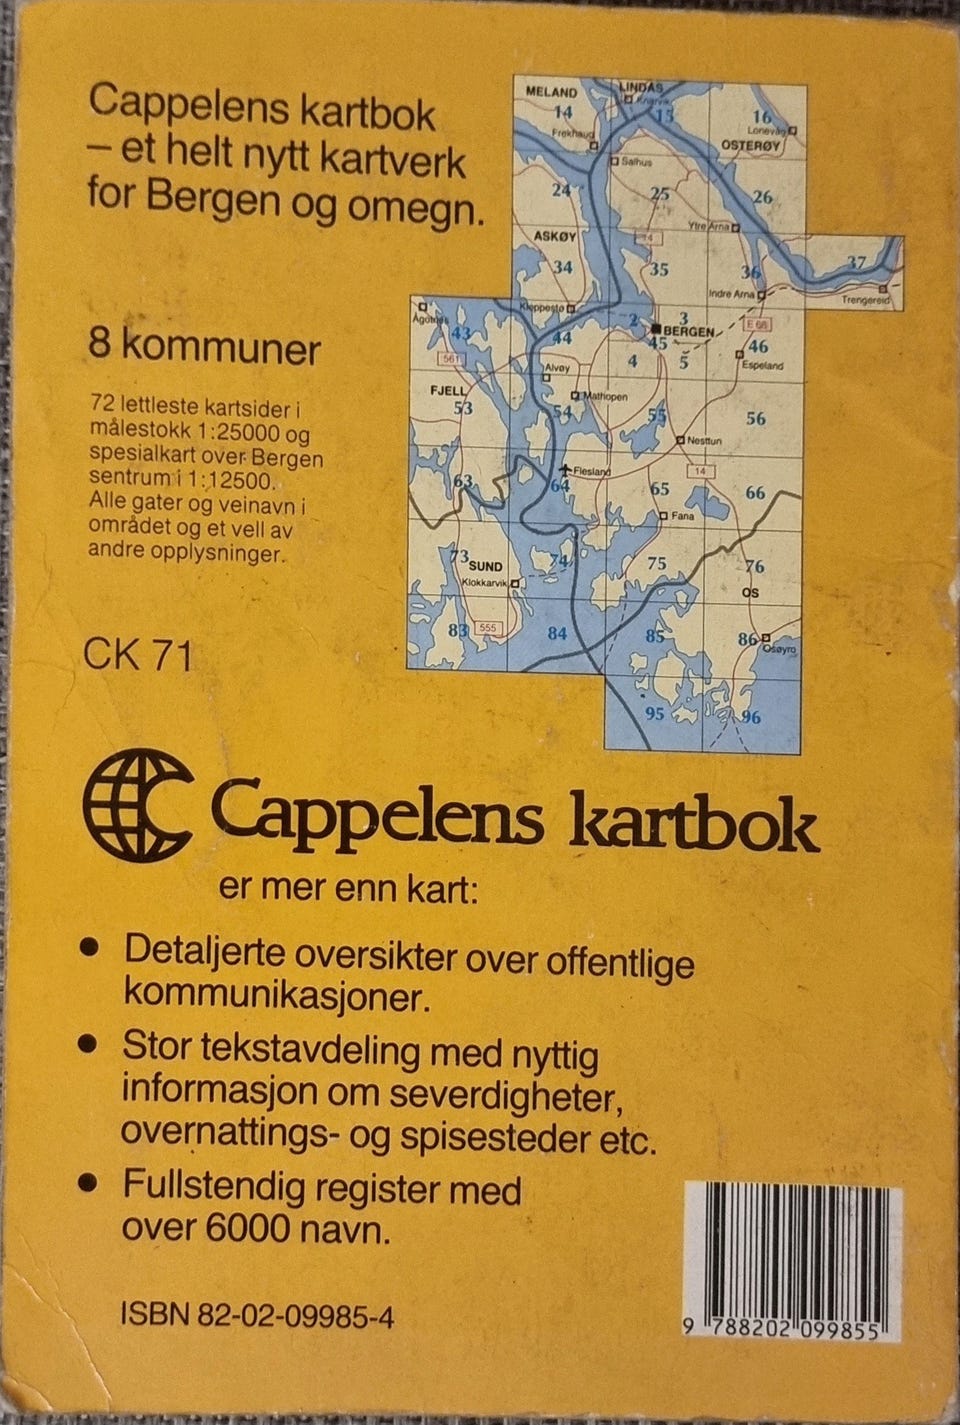 Cappelens kartbok
– et helt nytt kartverk
for Bergen og omegn.
8 kommuner
72 lettleste kartsider i
målestokk 1:25000 og
spesialkart over Bergen
sentrum i 1:12500.
Alle gater og veinavn i
området og et vell av
andre opplysninger.
CK 71
MELAND
LINDÅS
Knarvik
14
15
16
Frekhaug
Lonevåg
OSTERØY
Salhus
24
25
26
Ytre Arna
ASKØY
14
34
35
36
37
Indre Arna
Trengereid
Kleppestø
Ågotnes
43
44
2
3
BERGEN
E 68
45
46
561
4
5
Espeland
Alvøy
FJELL
Mathopen
53
54
55
56
Nesttun
Flesland
14
63
64
65
66
Fana
73
SUND
74
75
76
Klokkarvik
OS
83
555
84
85
86
Osøyro
95
96
Cappelens kartbok
er mer enn kart:
• Detaljerte oversikter over offentlige
kommunikasjoner.
• Stor tekstavdeling med nyttig
informasjon om severdigheter,
overnattings- og spisesteder etc.
• Fullstendig register med
over 6000 navn.
ISBN 82-02-09985-4
9 788202 099855